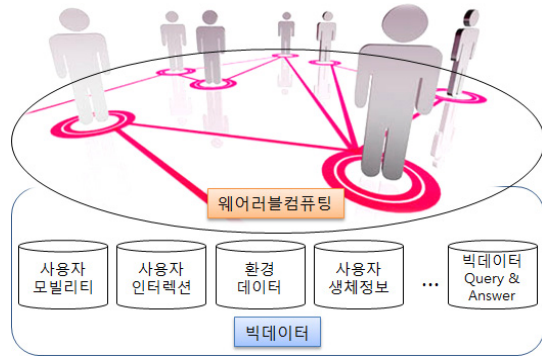 웨어러블컴퓨팅
사용자
모빌리티
사용자
인터렉션
환경
데이터
사용자
생체정보
...
빅데이터
Query &
Answer
빅데이터